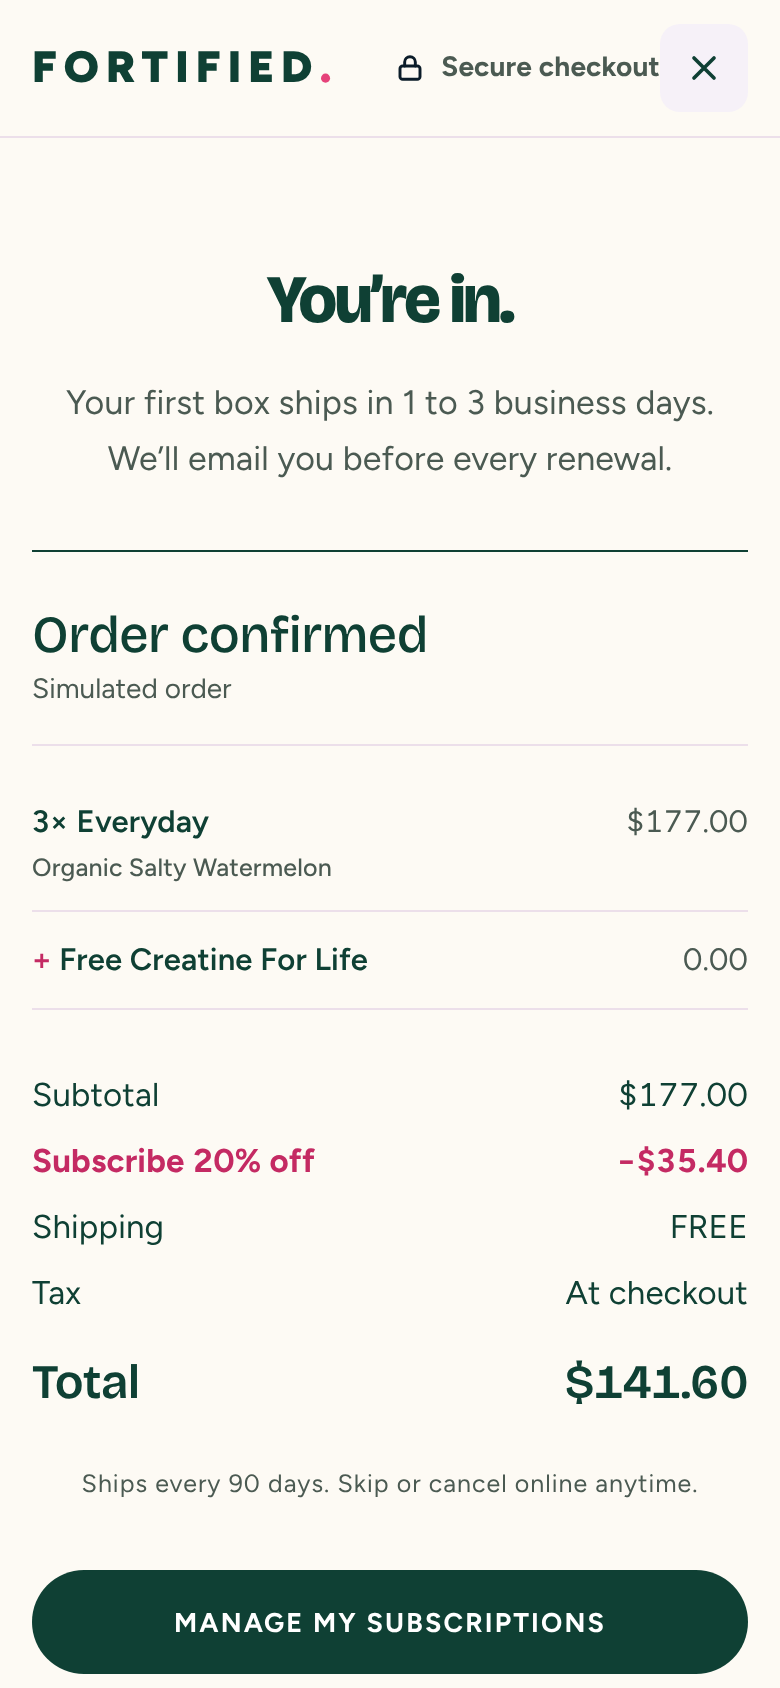 FORTIFIED.
Secure checkout
You’re in.
Your first box ships in 1 to 3 business days.
We’ll email you before every renewal.
Order confirmed
Simulated order
3× Everyday $177.00
Organic Salty Watermelon
+ Free Creatine For Life 0.00
Subtotal $177.00
Subscribe 20% off −$35.40
Shipping FREE
Tax At checkout
Total $141.60
Ships every 90 days. Skip or cancel online anytime.
MANAGE MY SUBSCRIPTIONS